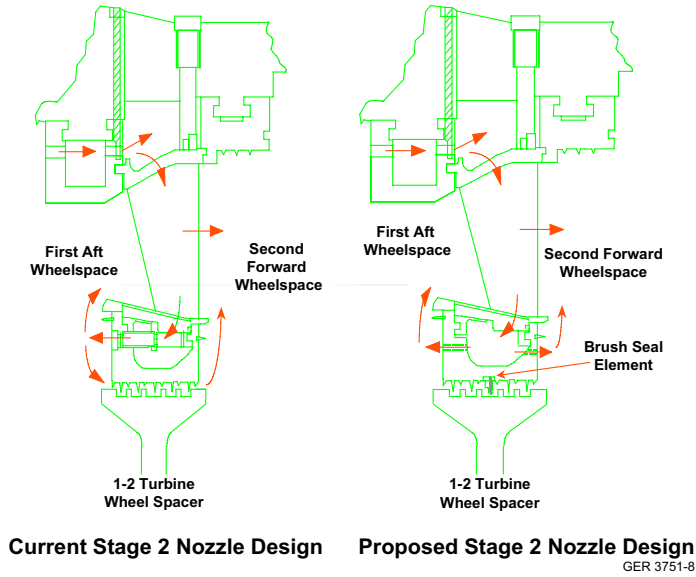 First Aft
Wheelspace
Second
Forward
Wheelspace
1-2 Turbine
Wheel Spacer
Current Stage 2 Nozzle Design
First Aft
Wheelspace
Second Forward
Wheelspace
Brush Seal
Element
1-2 Turbine
Wheel Spacer
Proposed Stage 2 Nozzle Design
GER 3751-8